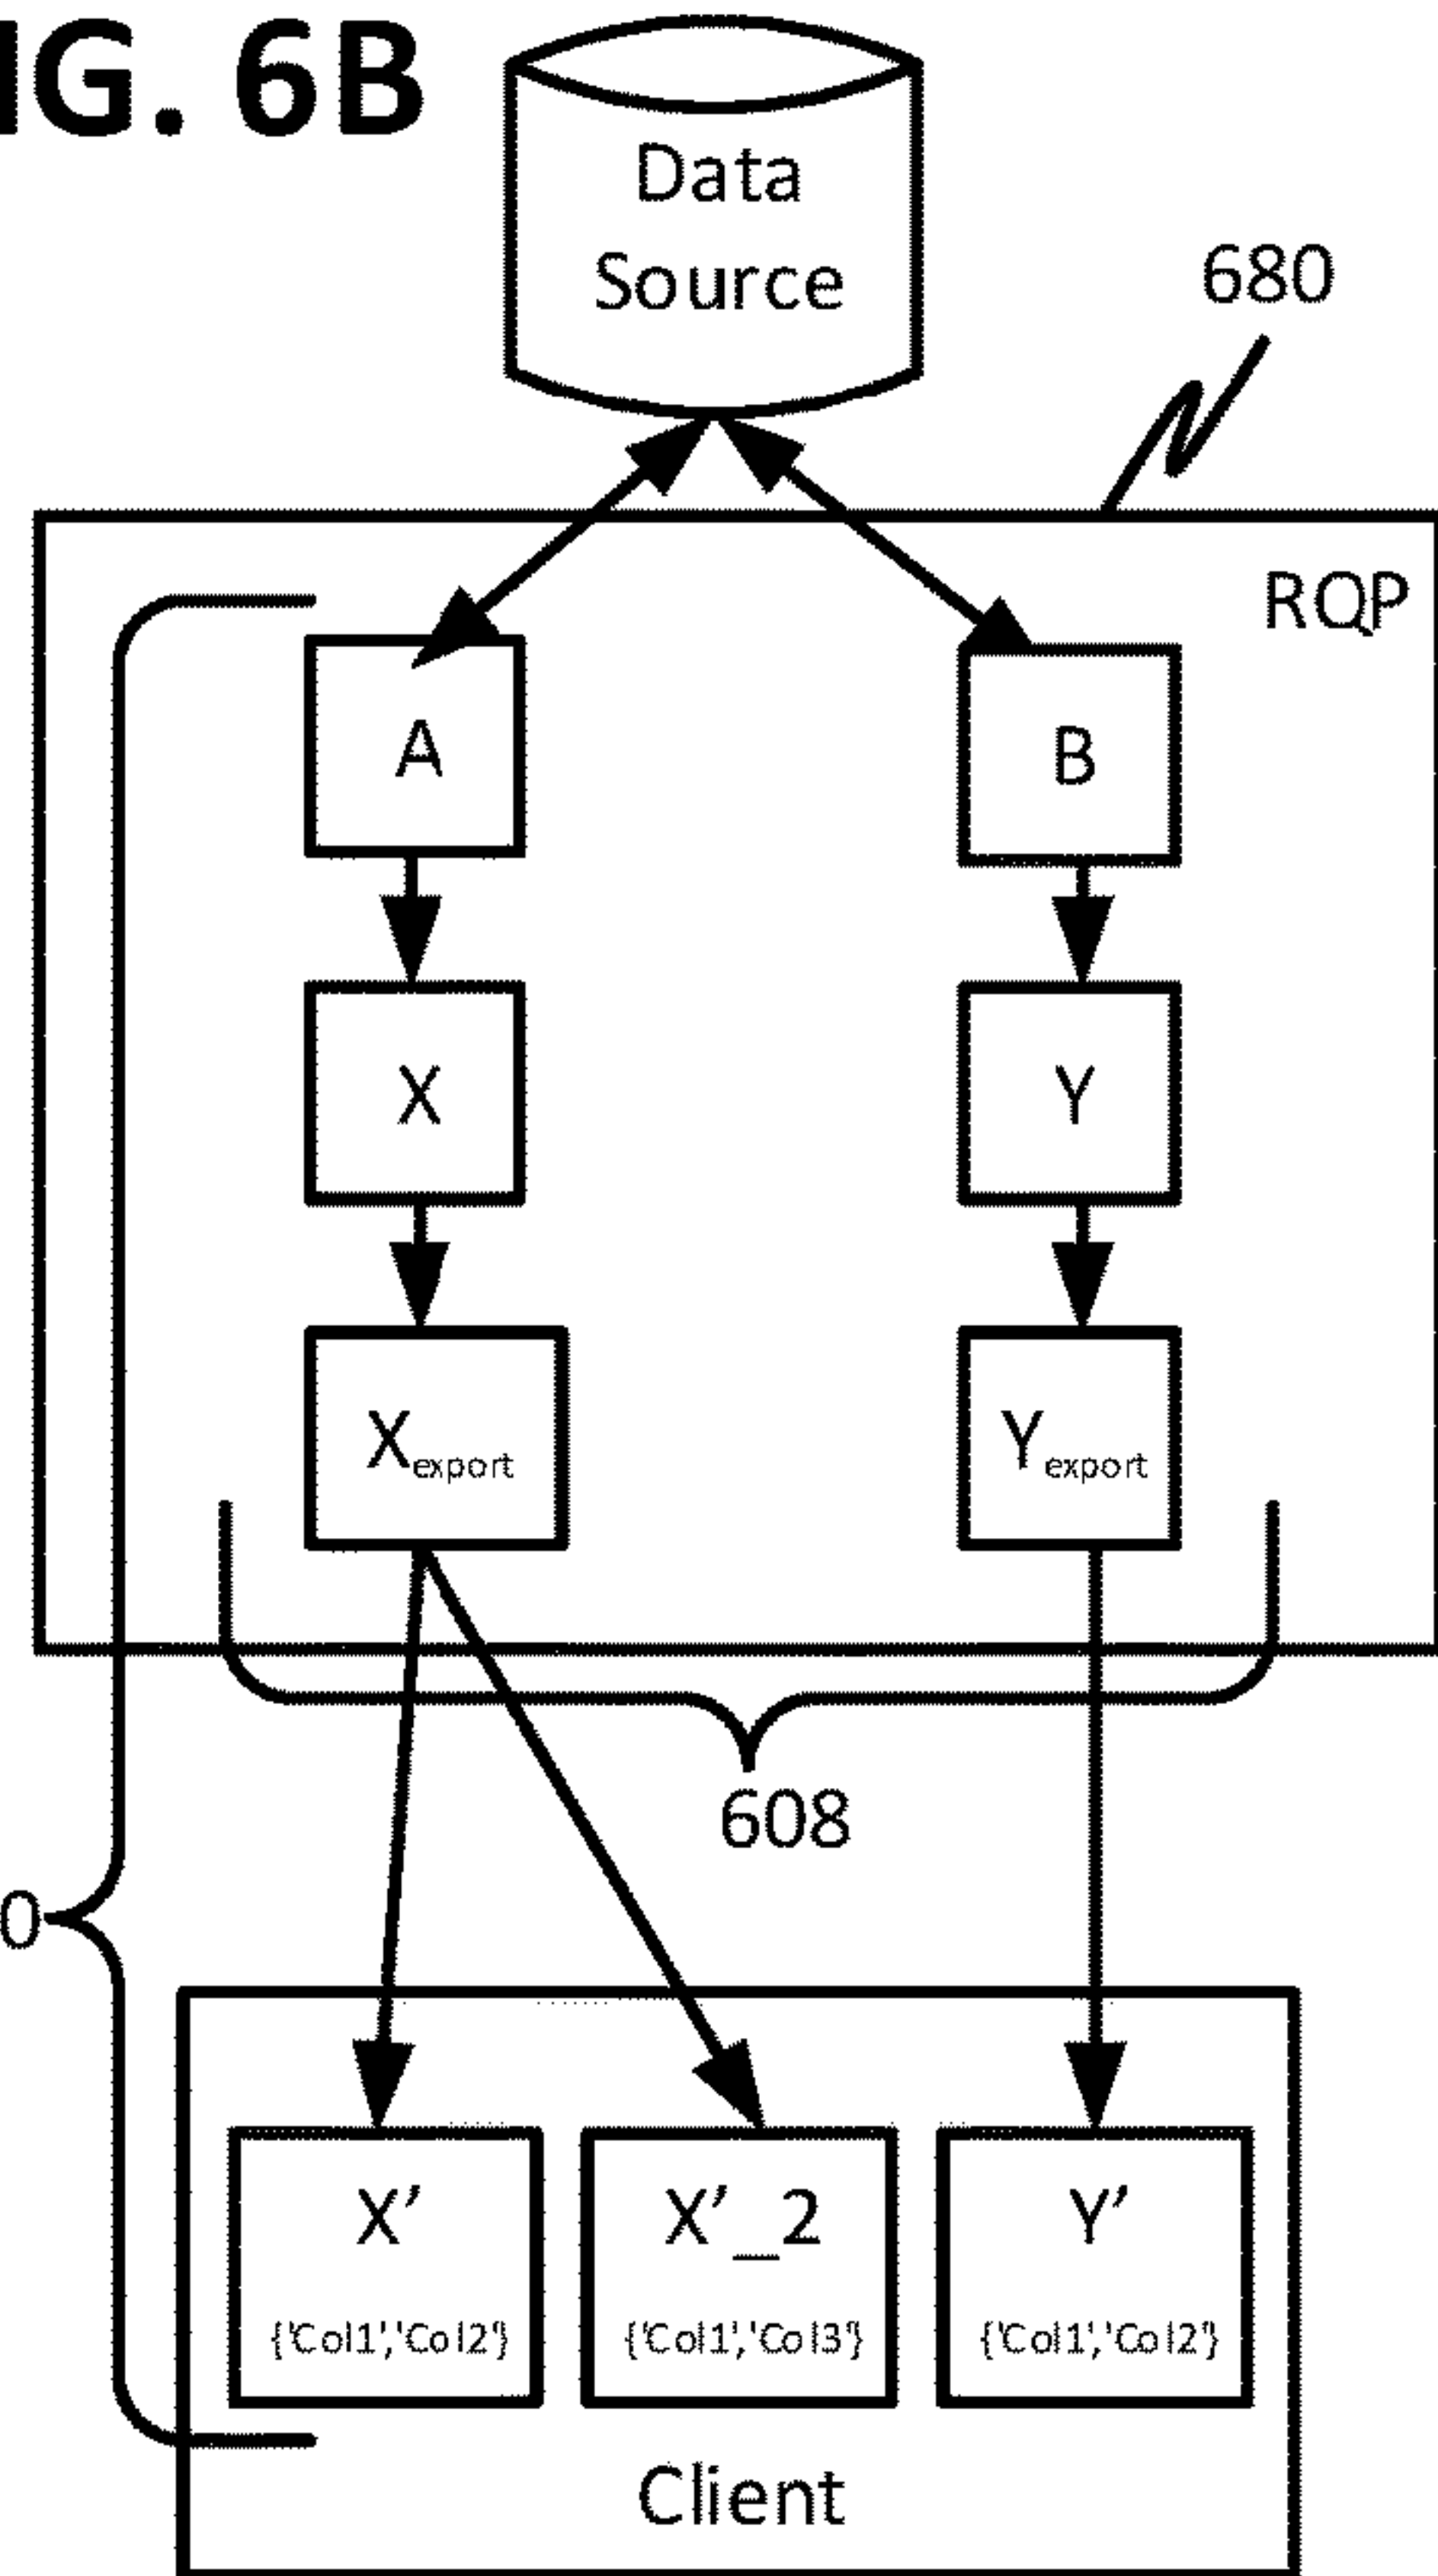 IG. 6B
Data
Source
680
RQP
A
B
X
Y
Xexport
Yexport
608
0
X'
X'_2
Y'
{'Col1','Col2'}
{'Col1','Col3'}
{'Col1','Col2'}
Client